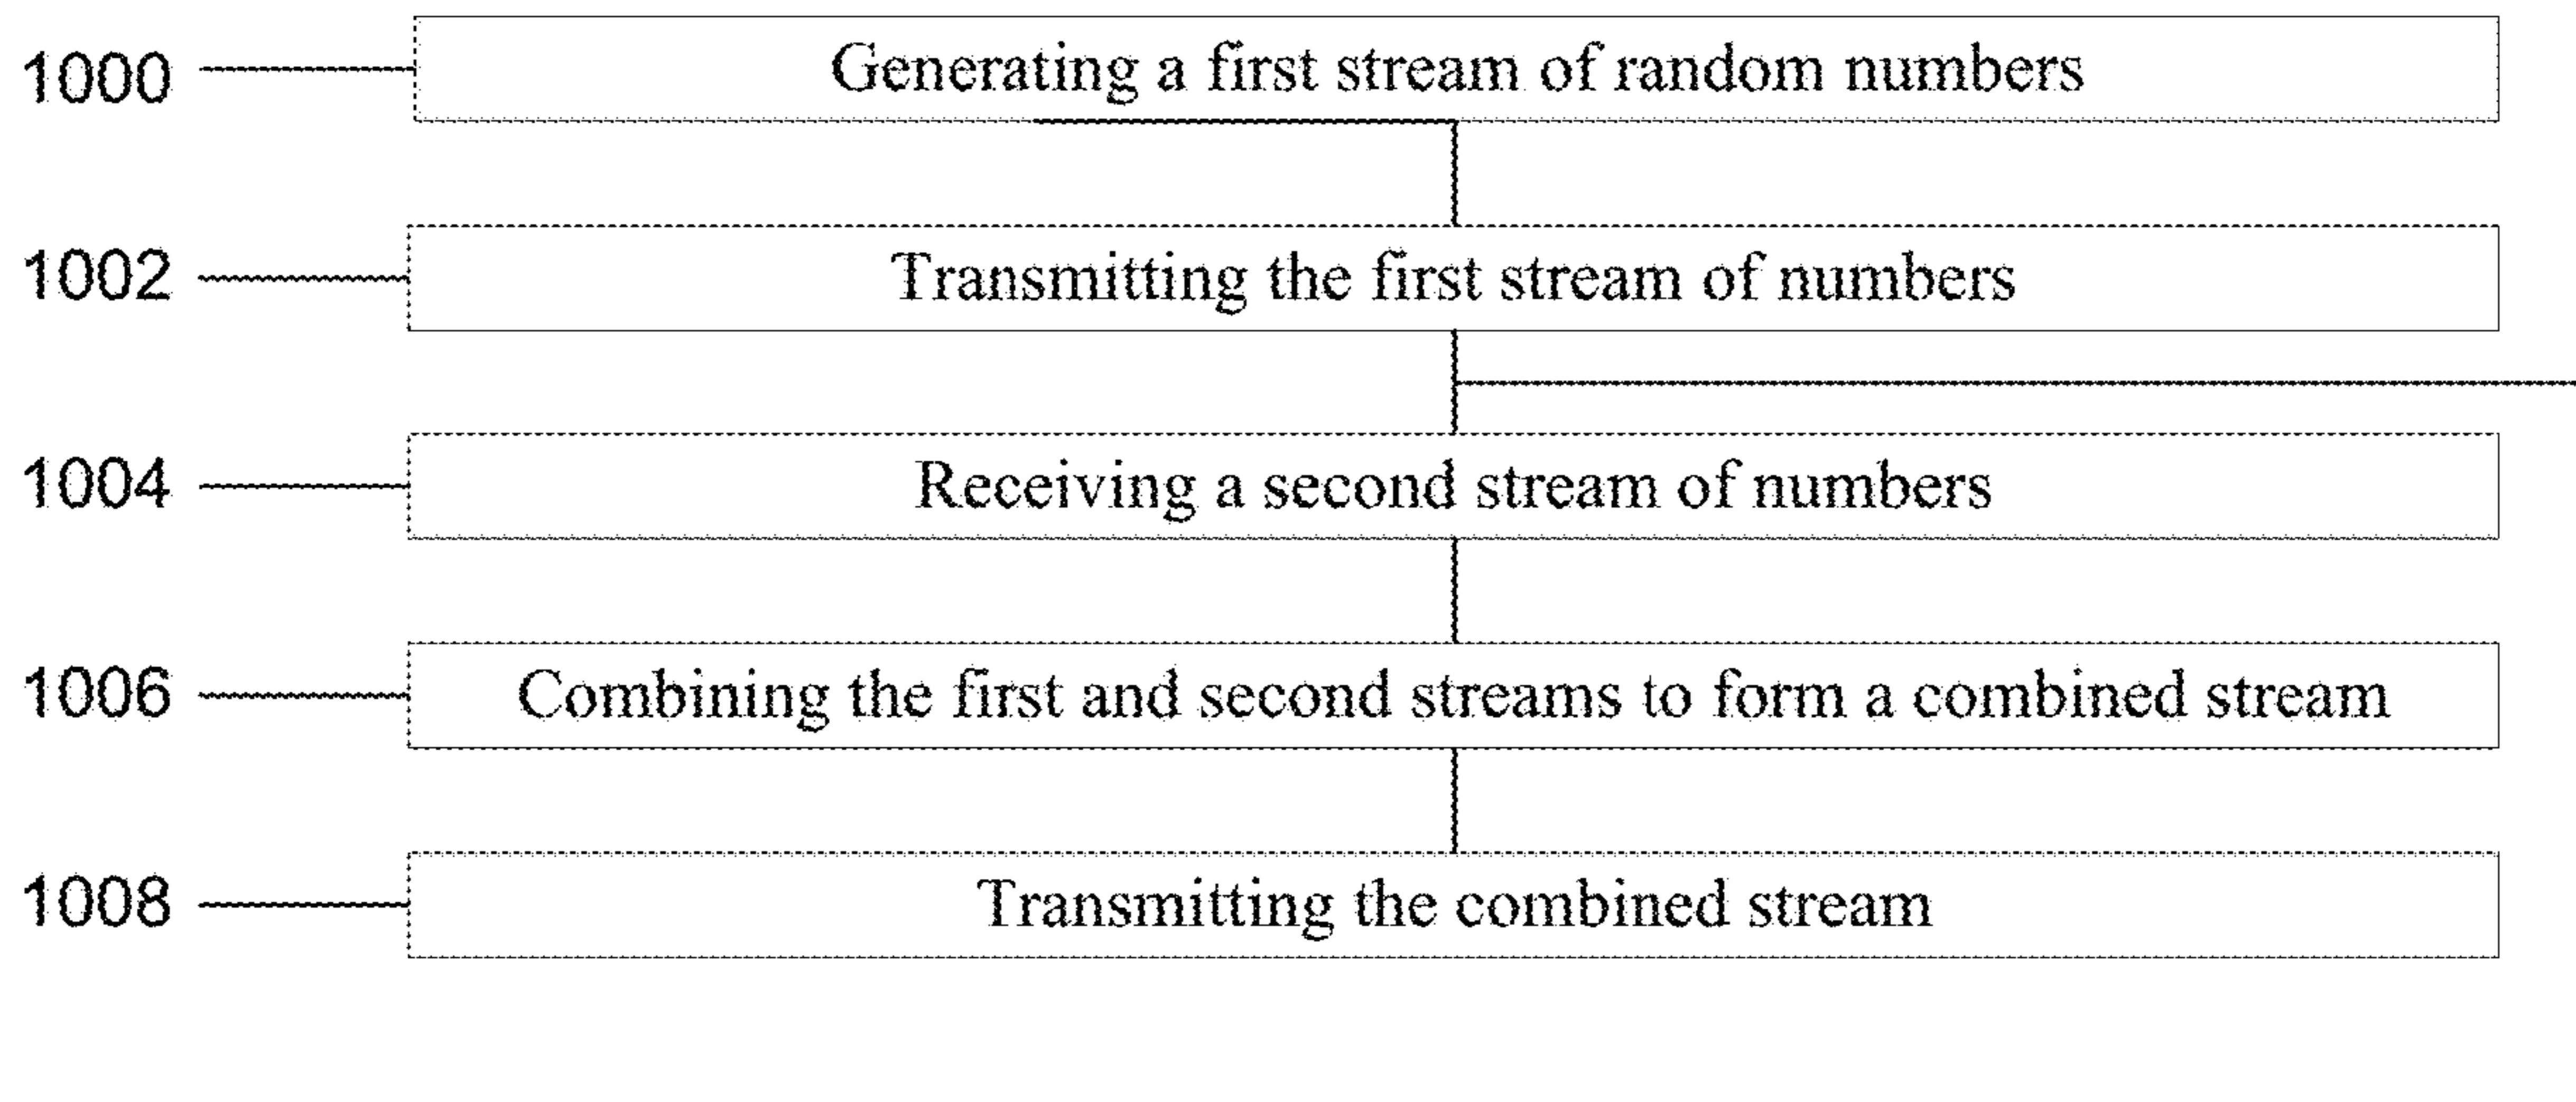 1000 Generating a first stream of random numbers
1002 Transmitting the first stream of numbers
1004 Receiving a second stream of numbers
1006 Combining the first and second streams to form a combined stream
1008 Transmitting the combined stream